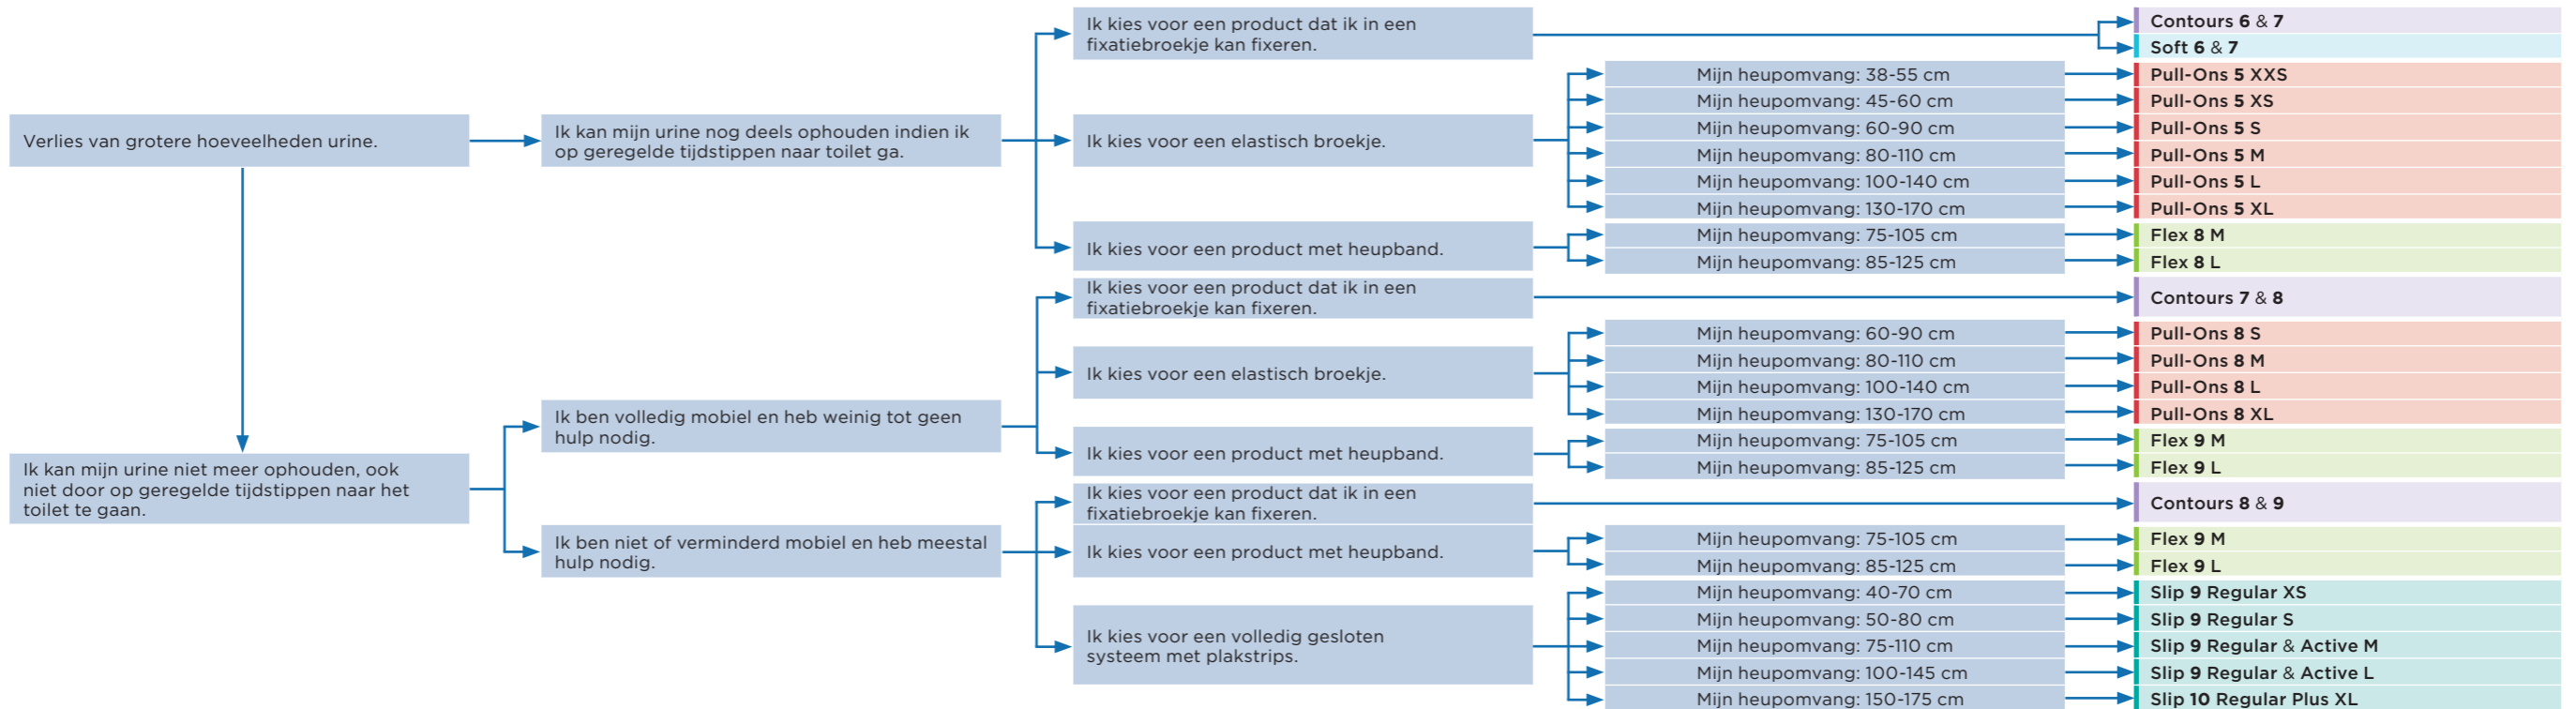 Verlies van grotere hoeveelheden urine.
Ik kan mijn urine nog deels ophouden indien ik
op geregelde tijdstippen naar toilet ga.
Ik kies voor een product dat ik in een
fixatiebroekje kan fixeren.
Contours 6 & 7
Soft 6 & 7
Ik kies voor een elastisch broekje.
Mijn heupomvang: 38-55 cm
Pull-Ons 5 XXS
Mijn heupomvang: 45-60 cm
Pull-Ons 5 XS
Mijn heupomvang: 60-90 cm
Pull-Ons 5 S
Mijn heupomvang: 80-110 cm
Pull-Ons 5 M
Mijn heupomvang: 100-140 cm
Pull-Ons 5 L
Mijn heupomvang: 130-170 cm
Pull-Ons 5 XL
Ik kies voor een product met heupband.
Mijn heupomvang: 75-105 cm
Flex 8 M
Mijn heupomvang: 85-125 cm
Flex 8 L
Ik kan mijn urine niet meer ophouden, ook
niet door op geregelde tijdstippen naar het
toilet te gaan.
Ik ben volledig mobiel en heb weinig tot geen
hulp nodig.
Ik kies voor een product dat ik in een
fixatiebroekje kan fixeren.
Contours 7 & 8
Ik kies voor een elastisch broekje.
Mijn heupomvang: 60-90 cm
Pull-Ons 8 S
Mijn heupomvang: 80-110 cm
Pull-Ons 8 M
Mijn heupomvang: 100-140 cm
Pull-Ons 8 L
Mijn heupomvang: 130-170 cm
Pull-Ons 8 XL
Ik kies voor een product met heupband.
Mijn heupomvang: 75-105 cm
Flex 9 M
Mijn heupomvang: 85-125 cm
Flex 9 L
Ik ben niet of verminderd mobiel en heb meestal
hulp nodig.
Ik kies voor een product dat ik in een
fixatiebroekje kan fixeren.
Contours 8 & 9
Ik kies voor een product met heupband.
Mijn heupomvang: 75-105 cm
Flex 9 M
Mijn heupomvang: 85-125 cm
Flex 9 L
Ik kies voor een volledig gesloten
systeem met plakstrips.
Mijn heupomvang: 40-70 cm
Slip 9 Regular XS
Mijn heupomvang: 50-80 cm
Slip 9 Regular S
Mijn heupomvang: 75-110 cm
Slip 9 Regular & Active M
Mijn heupomvang: 100-145 cm
Slip 9 Regular & Active L
Mijn heupomvang: 150-175 cm
Slip 10 Regular Plus XL